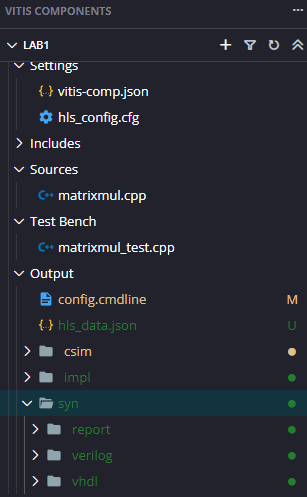 VITIS COMPONENTS
LAB1
Settings
vitis-comp.json
hls_config.cfg
Includes
Sources
matrixmul.cpp
Test Bench
matrixmul_test.cpp
Output
config.cmdline M
hls_data.json U
csim
impl
syn
report
verilog
vhdl